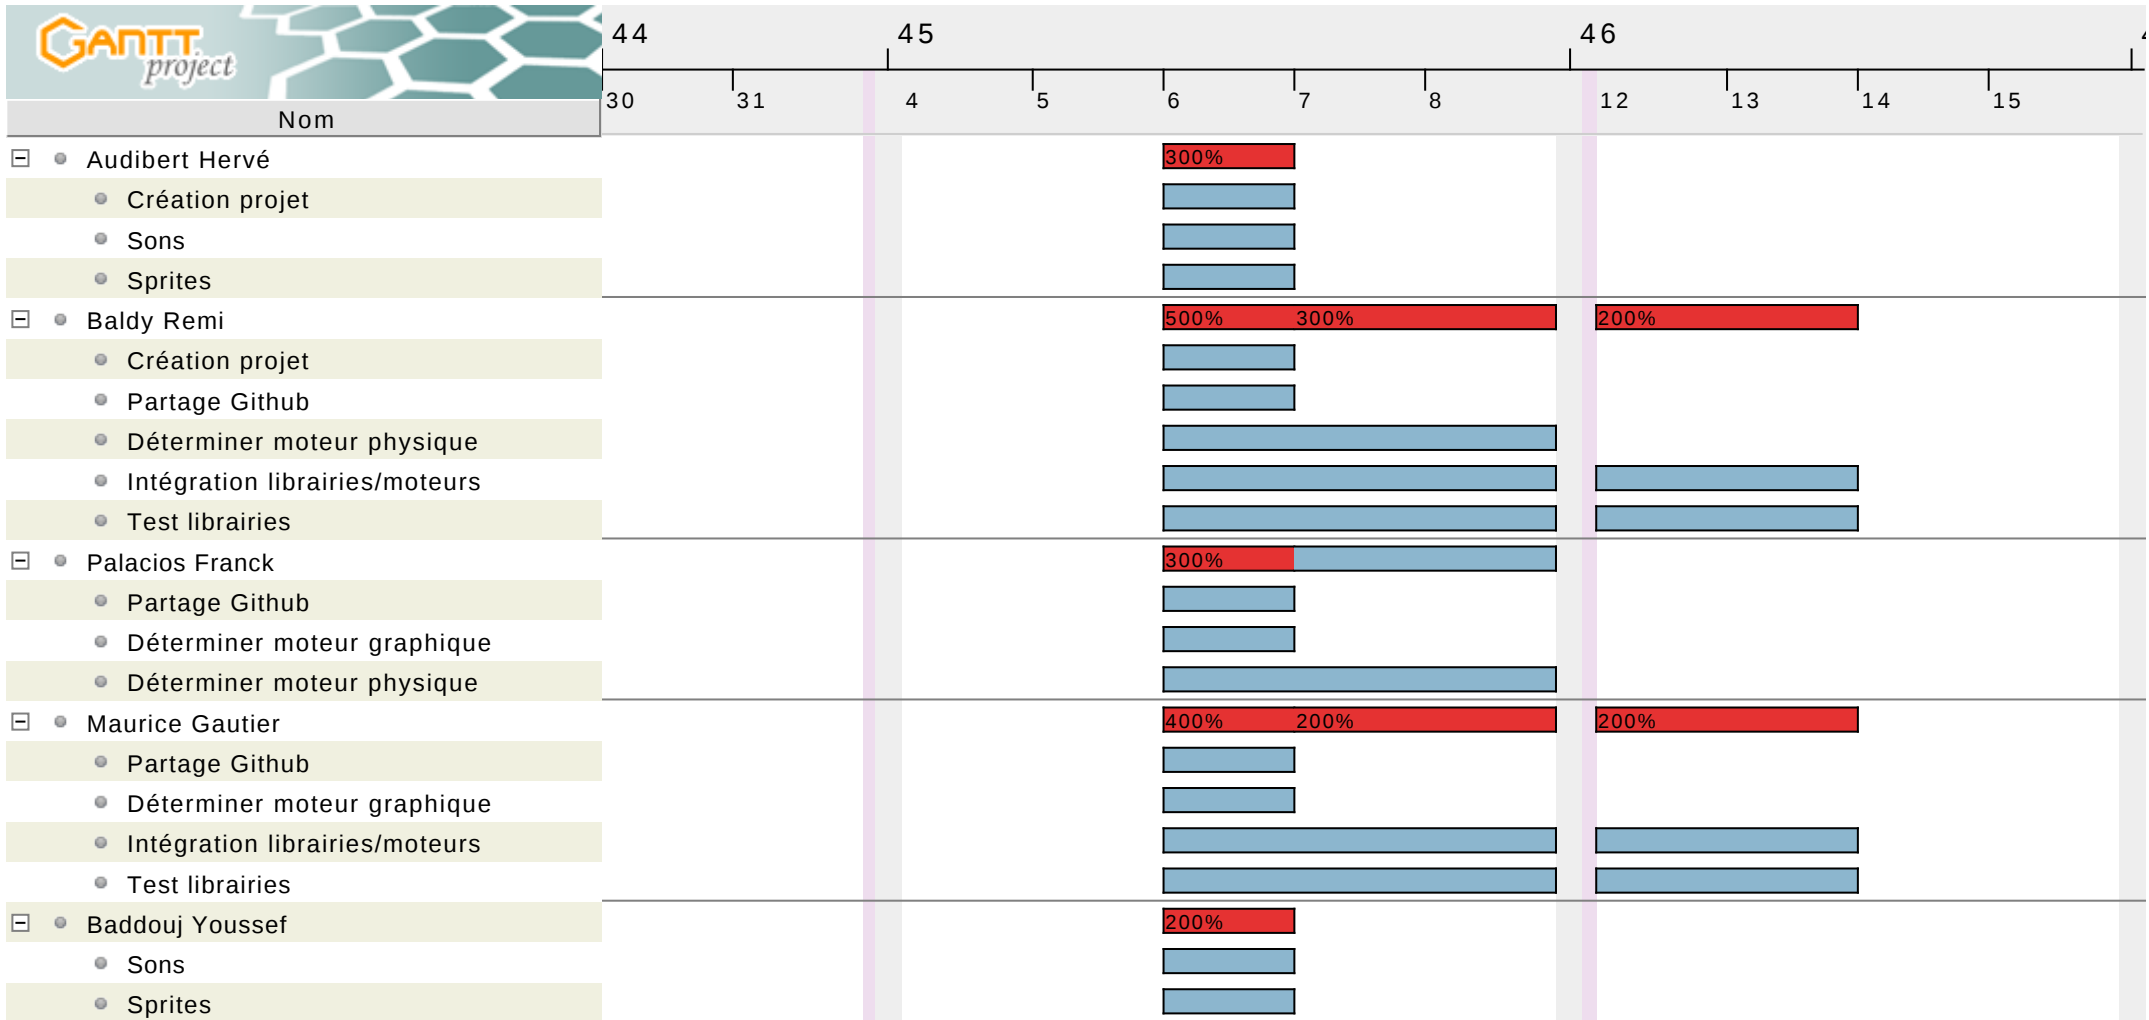 GANTT
project
44 45 46
30 31 4 5 6 7 8 12 13 14 15
Nom
Audibert Hervé 300%
Création projet
Sons
Sprites
Baldy Remi 500% 300% 200%
Création projet
Partage Github
Déterminer moteur physique
Intégration librairies/moteurs
Test librairies
Palacios Franck 300%
Partage Github
Déterminer moteur graphique
Déterminer moteur physique
Maurice Gautier 400% 200% 200%
Partage Github
Déterminer moteur graphique
Intégration librairies/moteurs
Test librairies
Baddouj Youssef 200%
Sons
Sprites